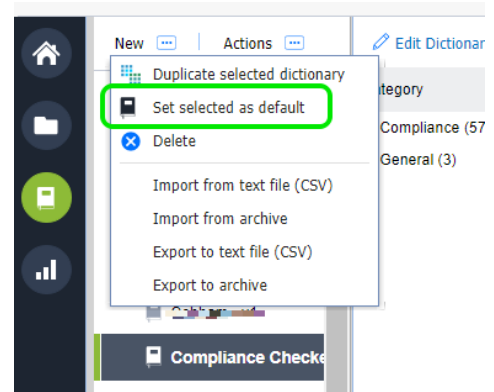 New
Actions
Edit Dictionar
Duplicate selected dictionary
Set selected as default
Delete
Import from text file (CSV)
Import from archive
Export to text file (CSV)
Export to archive
tegory
Compliance (57
General (3)
Compliance Checke